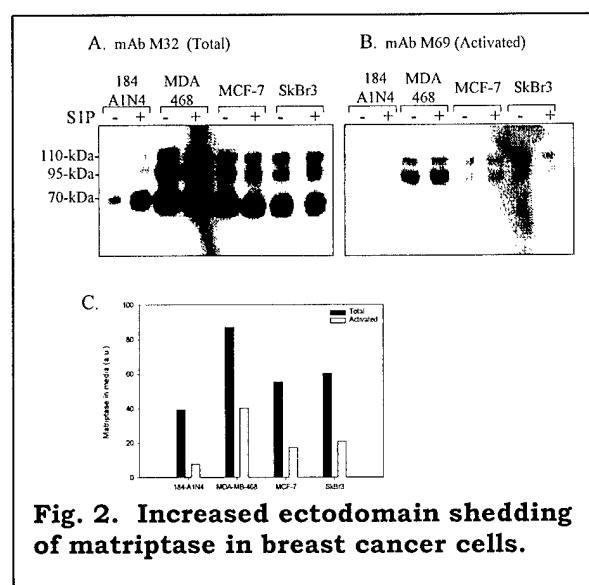 A. mAb M32 (Total)
B. mAb M69 (Activated)
184 A1N4 MDA 468 MCF-7 SkBr3
184 A1N4 MDA 468 MCF-7 SkBr3
S1P - + - + - + - +
- + - + - + - +
110-kDa
95-kDa
70-kDa
C.
Total
Activated
Matriptase in media (a.u.)
100
80
60
40
20
0
184-A1N4 MDA-MB-468 MCF-7 SkBr3
Fig. 2. Increased ectodomain shedding
of matriptase in breast cancer cells.